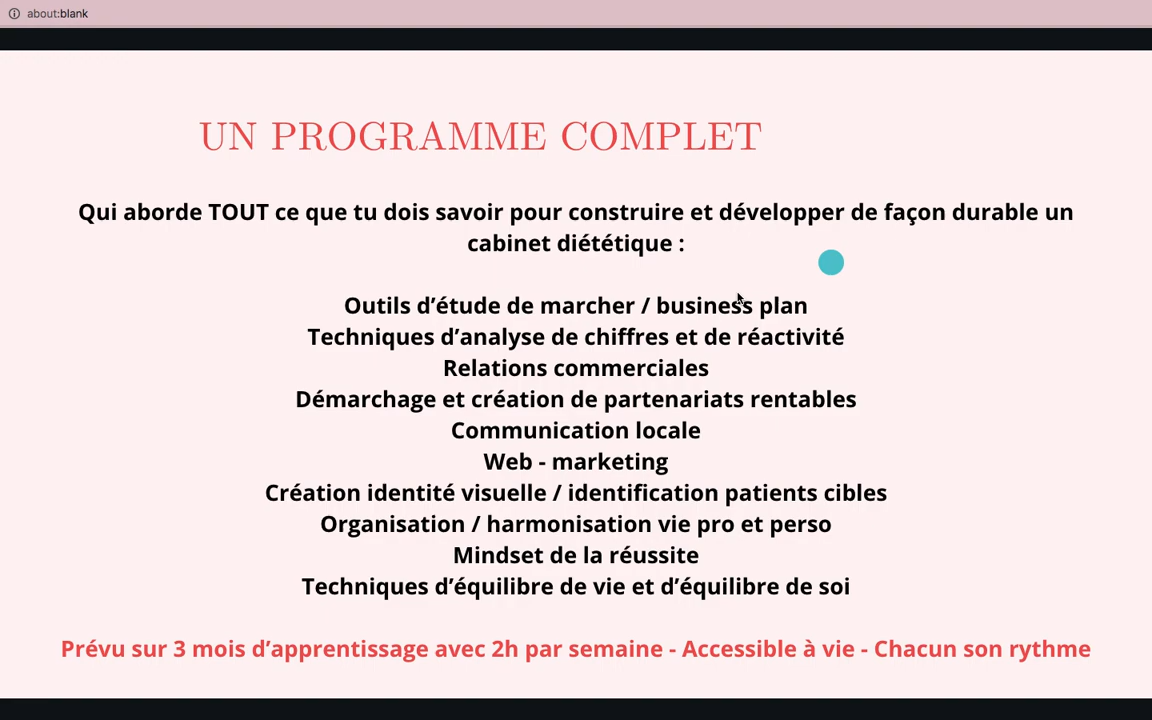 about:blank
UN PROGRAMME COMPLET
Qui aborde TOUT ce que tu dois savoir pour construire et développer de façon durable un
cabinet diététique :
Outils d’étude de marcher / business plan
Techniques d’analyse de chiffres et de réactivité
Relations commerciales
Démarchage et création de partenariats rentables
Communication locale
Web - marketing
Création identité visuelle / identification patients cibles
Organisation / harmonisation vie pro et perso
Mindset de la réussite
Techniques d’équilibre de vie et d’équilibre de soi
Prévu sur 3 mois d’apprentissage avec 2h par semaine - Accessible à vie - Chacun son rythme